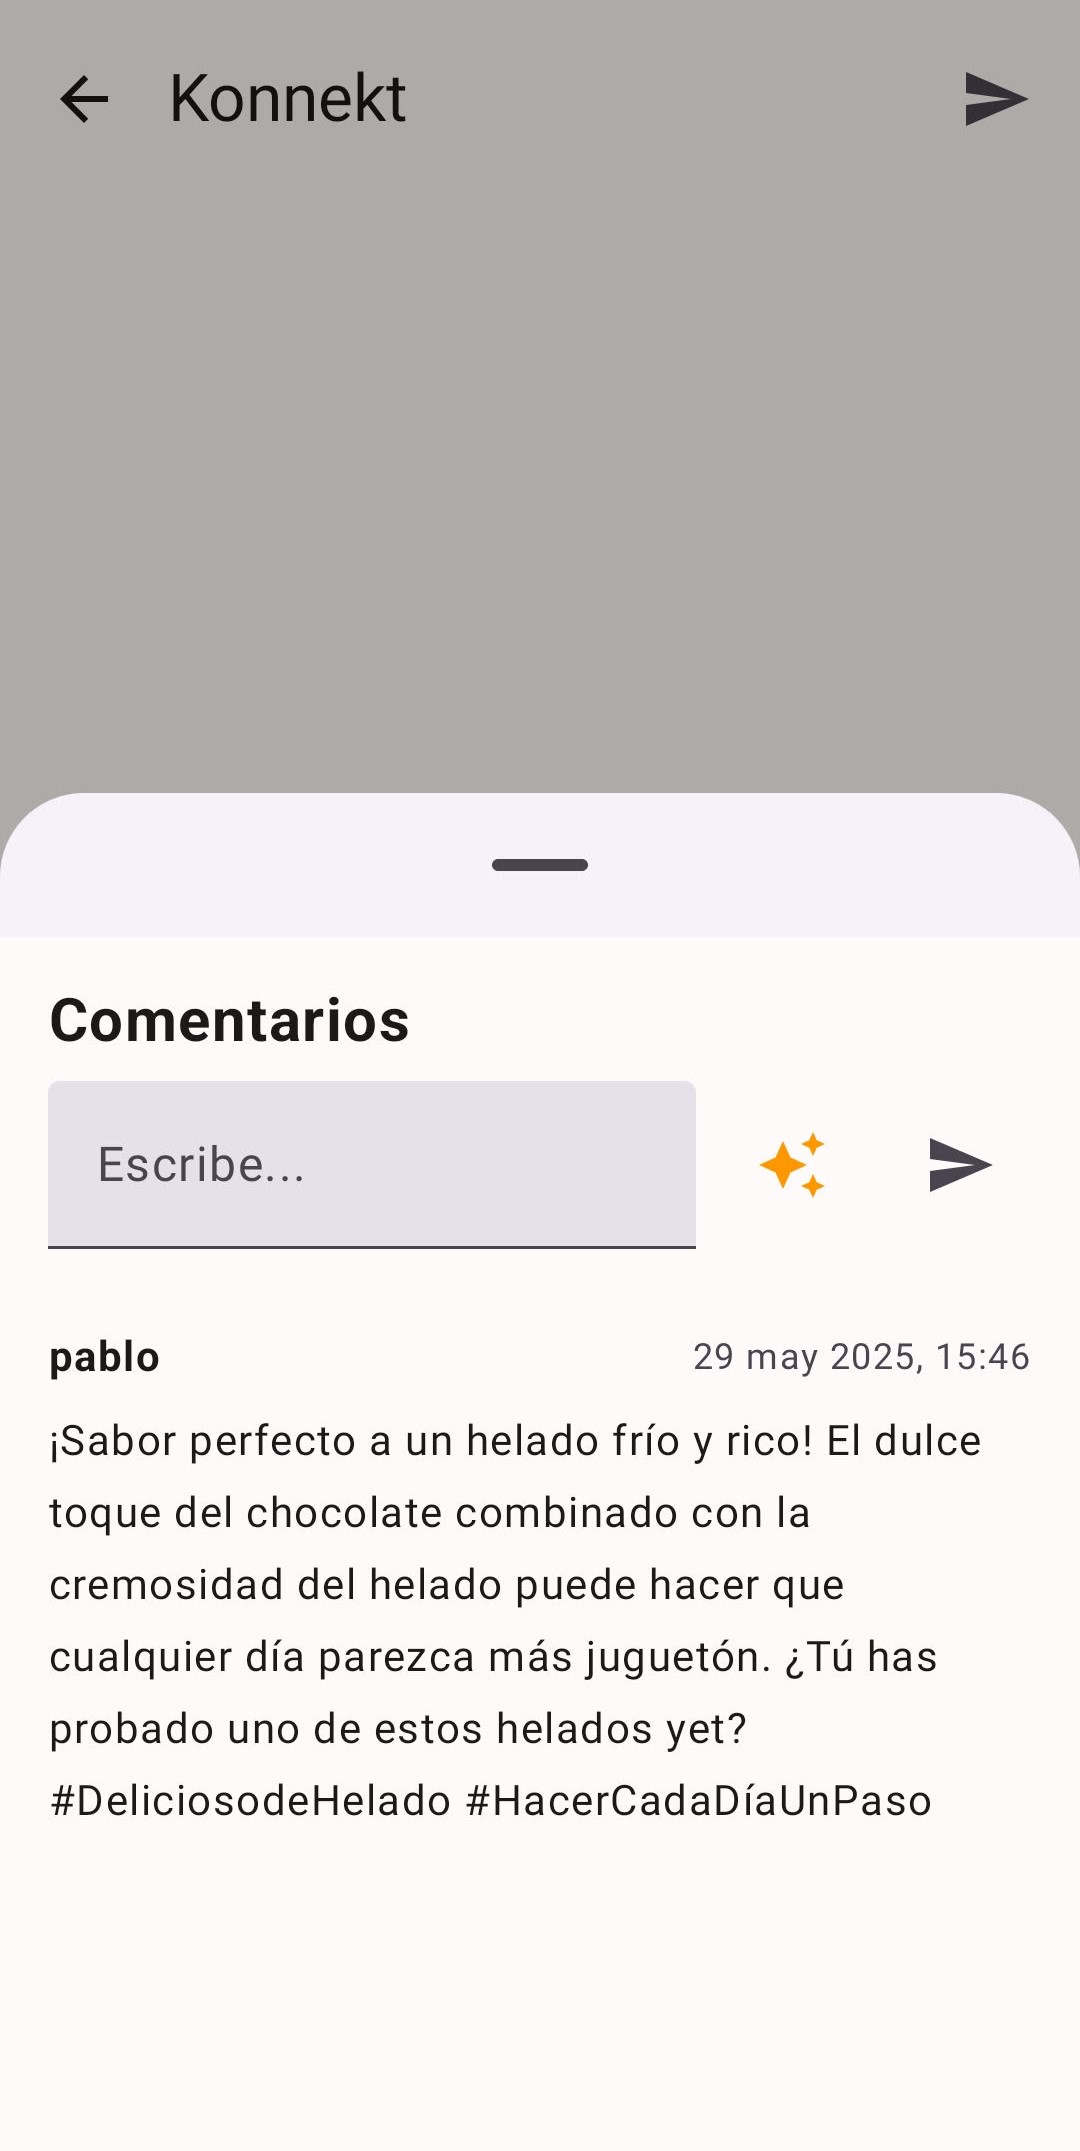 Konnekt
Comentarios
Escribe...
pablo
29 may 2025, 15:46
¡Sabor perfecto a un helado frío y rico! El dulce
toque del chocolate combinado con la
cremosidad del helado puede hacer que
cualquier día parezca más juguetón. ¿Tú has
probado uno de estos helados yet?
#DeliciosodeHelado #HacerCadaDíaUnPaso